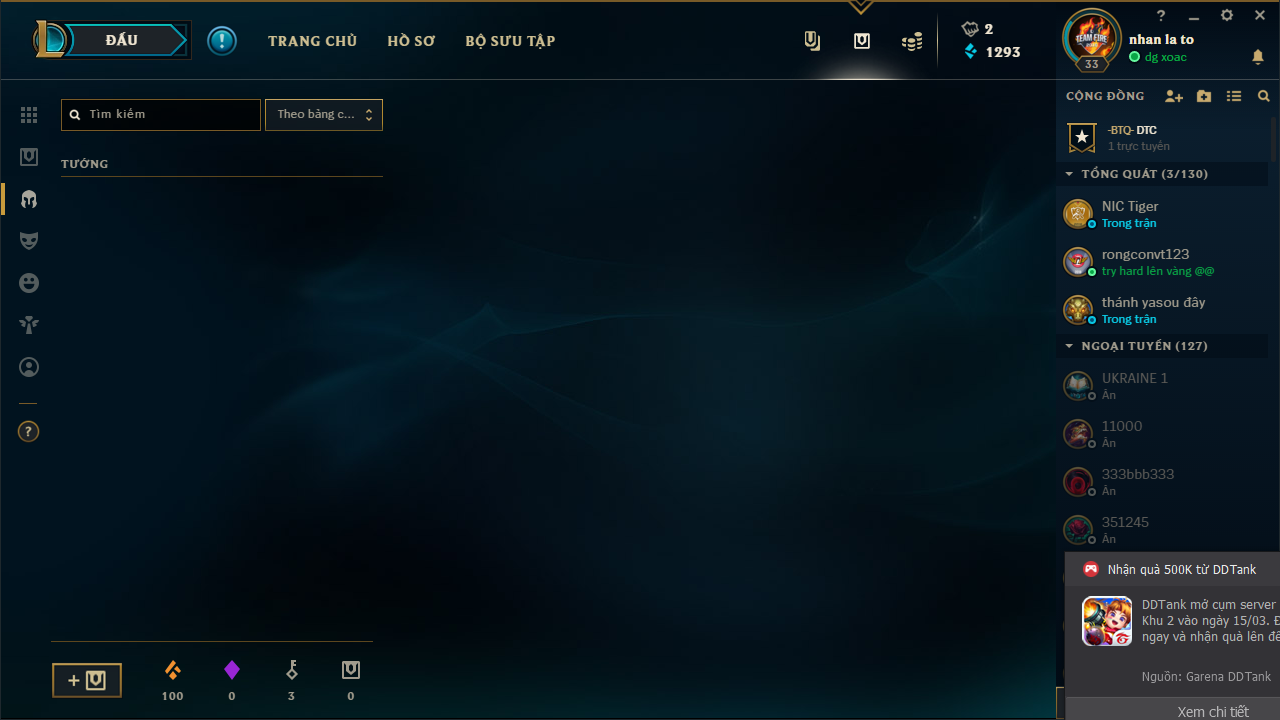 ĐẤU
TRANG CHỦ
HỒ SƠ
BỘ SƯU TẬP
2
1293
TEAM FIRE
33
nhan la to
dg xoac
Tìm kiếm
Theo bảng c...
TƯỚNG
CỘNG ĐỒNG
-BTQ- DTC
1 trực tuyến
TỔNG QUÁT (3/130)
NIC Tiger
Trong trận
rongconvt123
try hard lên vàng @@
thánh yasou đây
Trong trận
NGOẠI TUYẾN (127)
UKRAINE 1
Ẩn
11000
Ẩn
333bbb333
Ẩn
351245
Ẩn
Nhận quà 500K từ DDTank
DDTank mở cụm server
Khu 2 vào ngày 15/03. Đ
ngay và nhận quà lên đế
Nguồn: Garena DDTank
Xem chi tiết
100
0
3
0